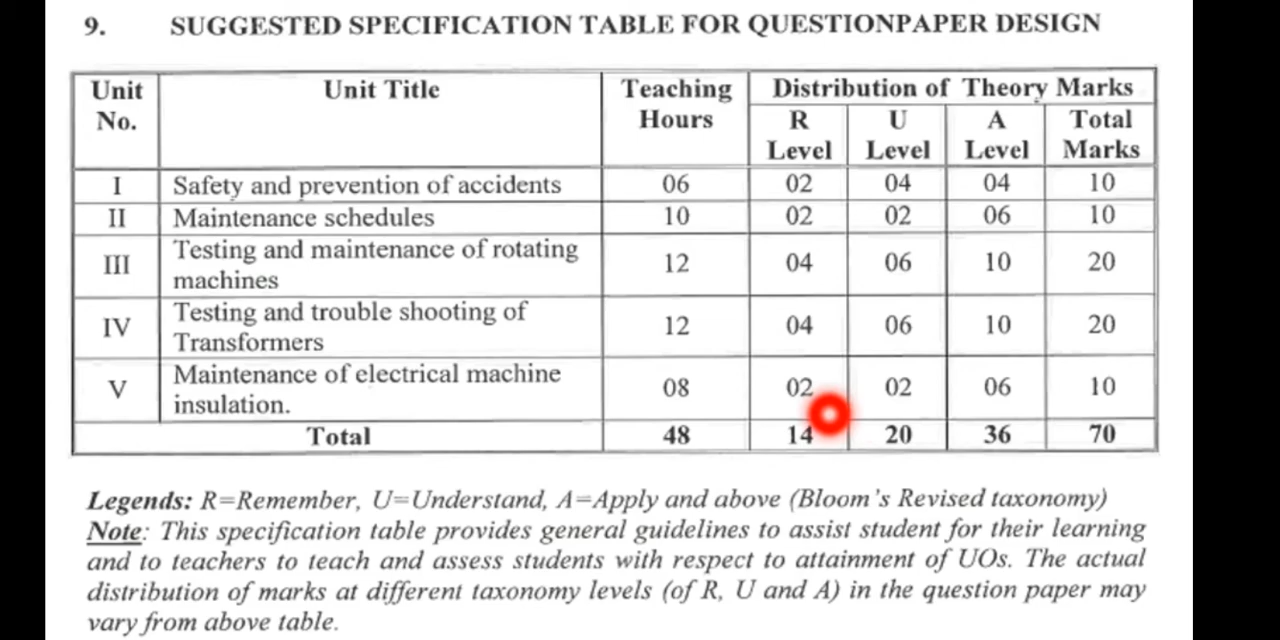 9. SUGGESTED SPECIFICATION TABLE FOR QUESTIONPAPER DESIGN
Unit No. Unit Title Teaching Hours Distribution of Theory Marks
R Level U Level A Level Total Marks
I Safety and prevention of accidents 06 02 04 04 10
II Maintenance schedules 10 02 02 06 10
III Testing and maintenance of rotating machines 12 04 06 10 20
IV Testing and trouble shooting of Transformers 12 04 06 10 20
V Maintenance of electrical machine insulation. 08 02 02 06 10
Total 48 14 20 36 70
Legends: R=Remember, U=Understand, A=Apply and above (Bloom's Revised taxonomy)
Note: This specification table provides general guidelines to assist student for their learning
and to teachers to teach and assess students with respect to attainment of UOs. The actual
distribution of marks at different taxonomy levels (of R, U and A) in the question paper may
vary from above table.